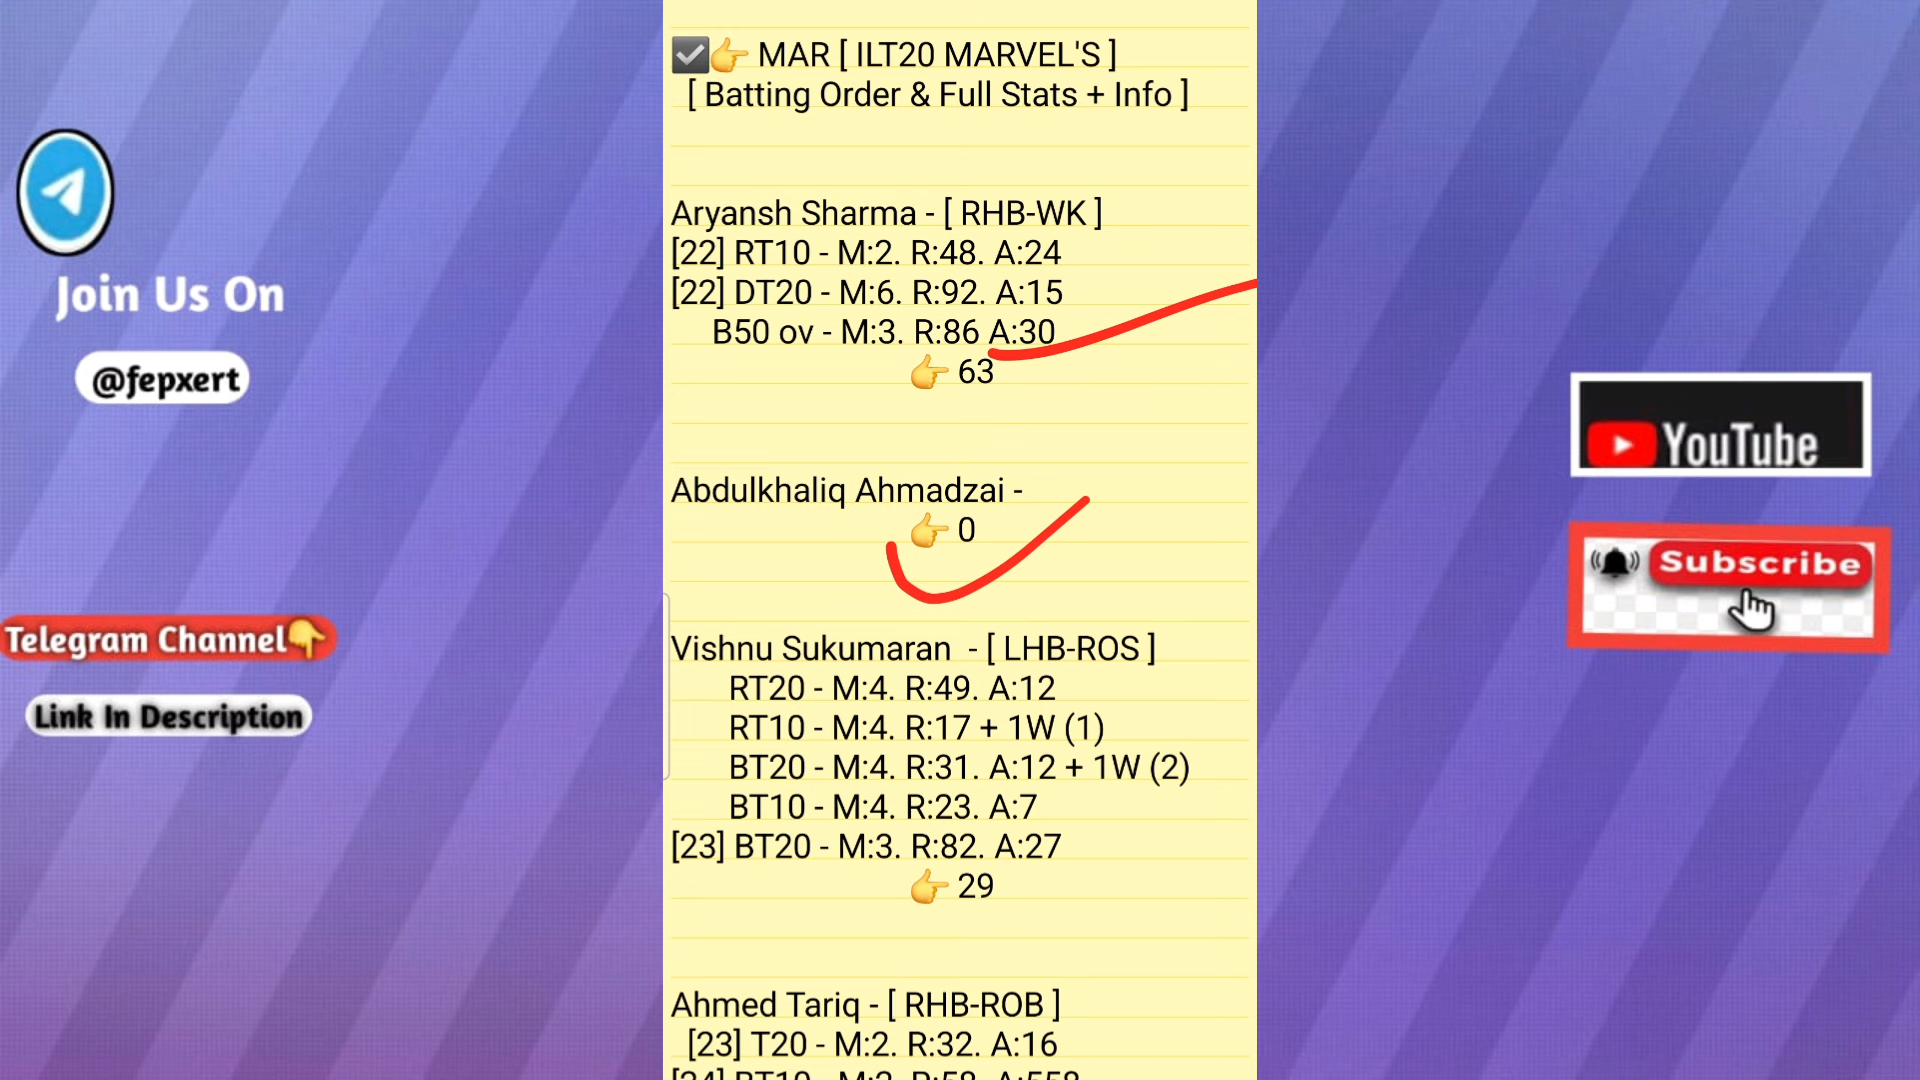 ☑👉 MAR [ ILT20 MARVEL'S ]
[ Batting Order & Full Stats + Info ]
Aryansh Sharma - [ RHB-WK ]
[22] RT10 - M:2. R:48. A:24
[22] DT20 - M:6. R:92. A:15
B50 ov - M:3. R:86 A:30
👉 63
Abdulkhaliq Ahmadzai -
👉 0
Vishnu Sukumaran - [ LHB-ROS ]
RT20 - M:4. R:49. A:12
RT10 - M:4. R:17 + 1W (1)
BT20 - M:4. R:31. A:12 + 1W (2)
BT10 - M:4. R:23. A:7
[23] BT20 - M:3. R:82. A:27
👉 29
Ahmed Tariq - [ RHB-ROB ]
[23] T20 - M:2. R:32. A:16
Join Us On
@fepxert
Telegram Channel👇
Link In Description
YouTube
Subscribe